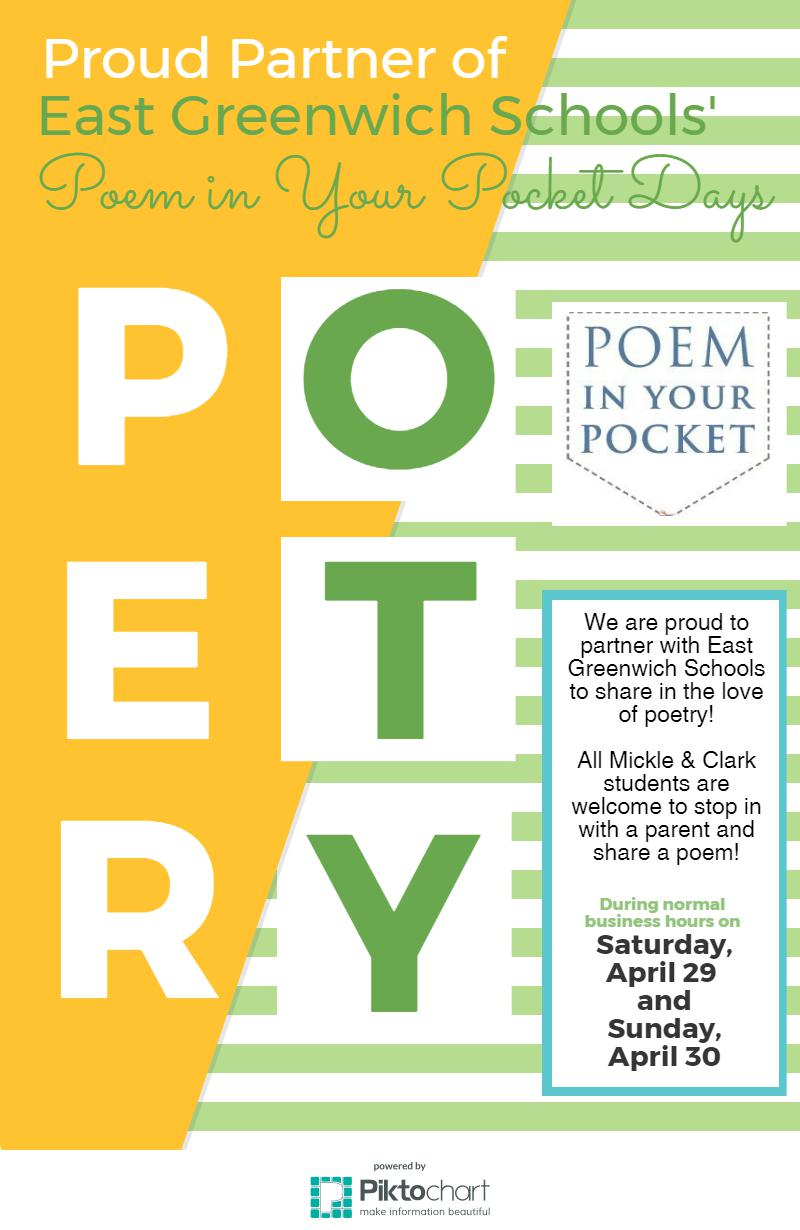 Proud Partner of
East Greenwich Schools'
Poem in Your Pocket Days
P O
E T
R Y
POEM
IN YOUR
POCKET
We are proud to
partner with East
Greenwich Schools
to share in the love
of poetry!
All Mickle & Clark
students are
welcome to stop in
with a parent and
share a poem!
During normal
business hours on
Saturday,
April 29
and
Sunday,
April 30
powered by
Piktochart
make information beautiful